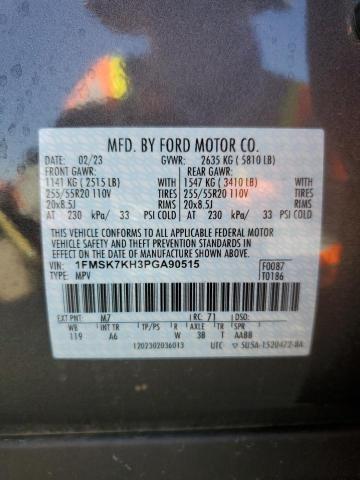 MFD. BY FORD MOTOR CO.
DATE: 02/23 GVWR: 2635 KG ( 5810 LB)
FRONT GAWR: REAR GAWR:
1141 KG ( 2515 LB) 1547 KG ( 3410 LB)
255/55R20 110V TIRES 255/55R20 110V TIRES
20x8.5J RIMS 20x8.5J RIMS
AT 230 kPa/ 33 PSI COLD AT 230 kPa/ 33 PSI COLD
THIS VEHICLE CONFORMS TO ALL APPLICABLE FEDERAL MOTOR
VEHICLE SAFETY AND THEFT PREVENTION STANDARDS IN EFFECT
ON THE DATE OF MANUFACTURE SHOWN ABOVE.
VIN: 1FMSK7KH3PGA90515 F0087
TYPE: MPV T0186
EXT PNT: M7 RC: 71 DSO:
WB INT TR TP/PS R AXLE TR SPR
119 A6 W 3B T AABB
1202302036013 UTC 5U5A-1520472-BA